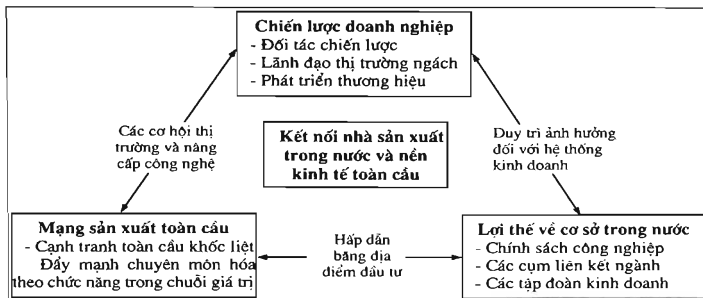 Chiến lược doanh nghiệp
- Đối tác chiến lược
- Lãnh đạo thị trường ngách
- Phát triển thương hiệu
Các cơ hội thị
trường và nâng
cấp công nghệ
Kết nối nhà sản xuất
trong nước và nền
kinh tế toàn cầu
Duy trì ảnh hưởng
đối với hệ thống
kinh doanh
Mạng sản xuất toàn cầu
- Cạnh tranh toàn cầu khốc liệt
Đẩy mạnh chuyên môn hóa
theo chức năng trong chuỗi giá trị
Hấp dẫn
bằng địa
điểm đầu tư
Lợi thế về cơ sở trong nước
- Chính sách công nghiệp
- Các cụm liên kết ngành
- Các tập đoàn kinh doanh